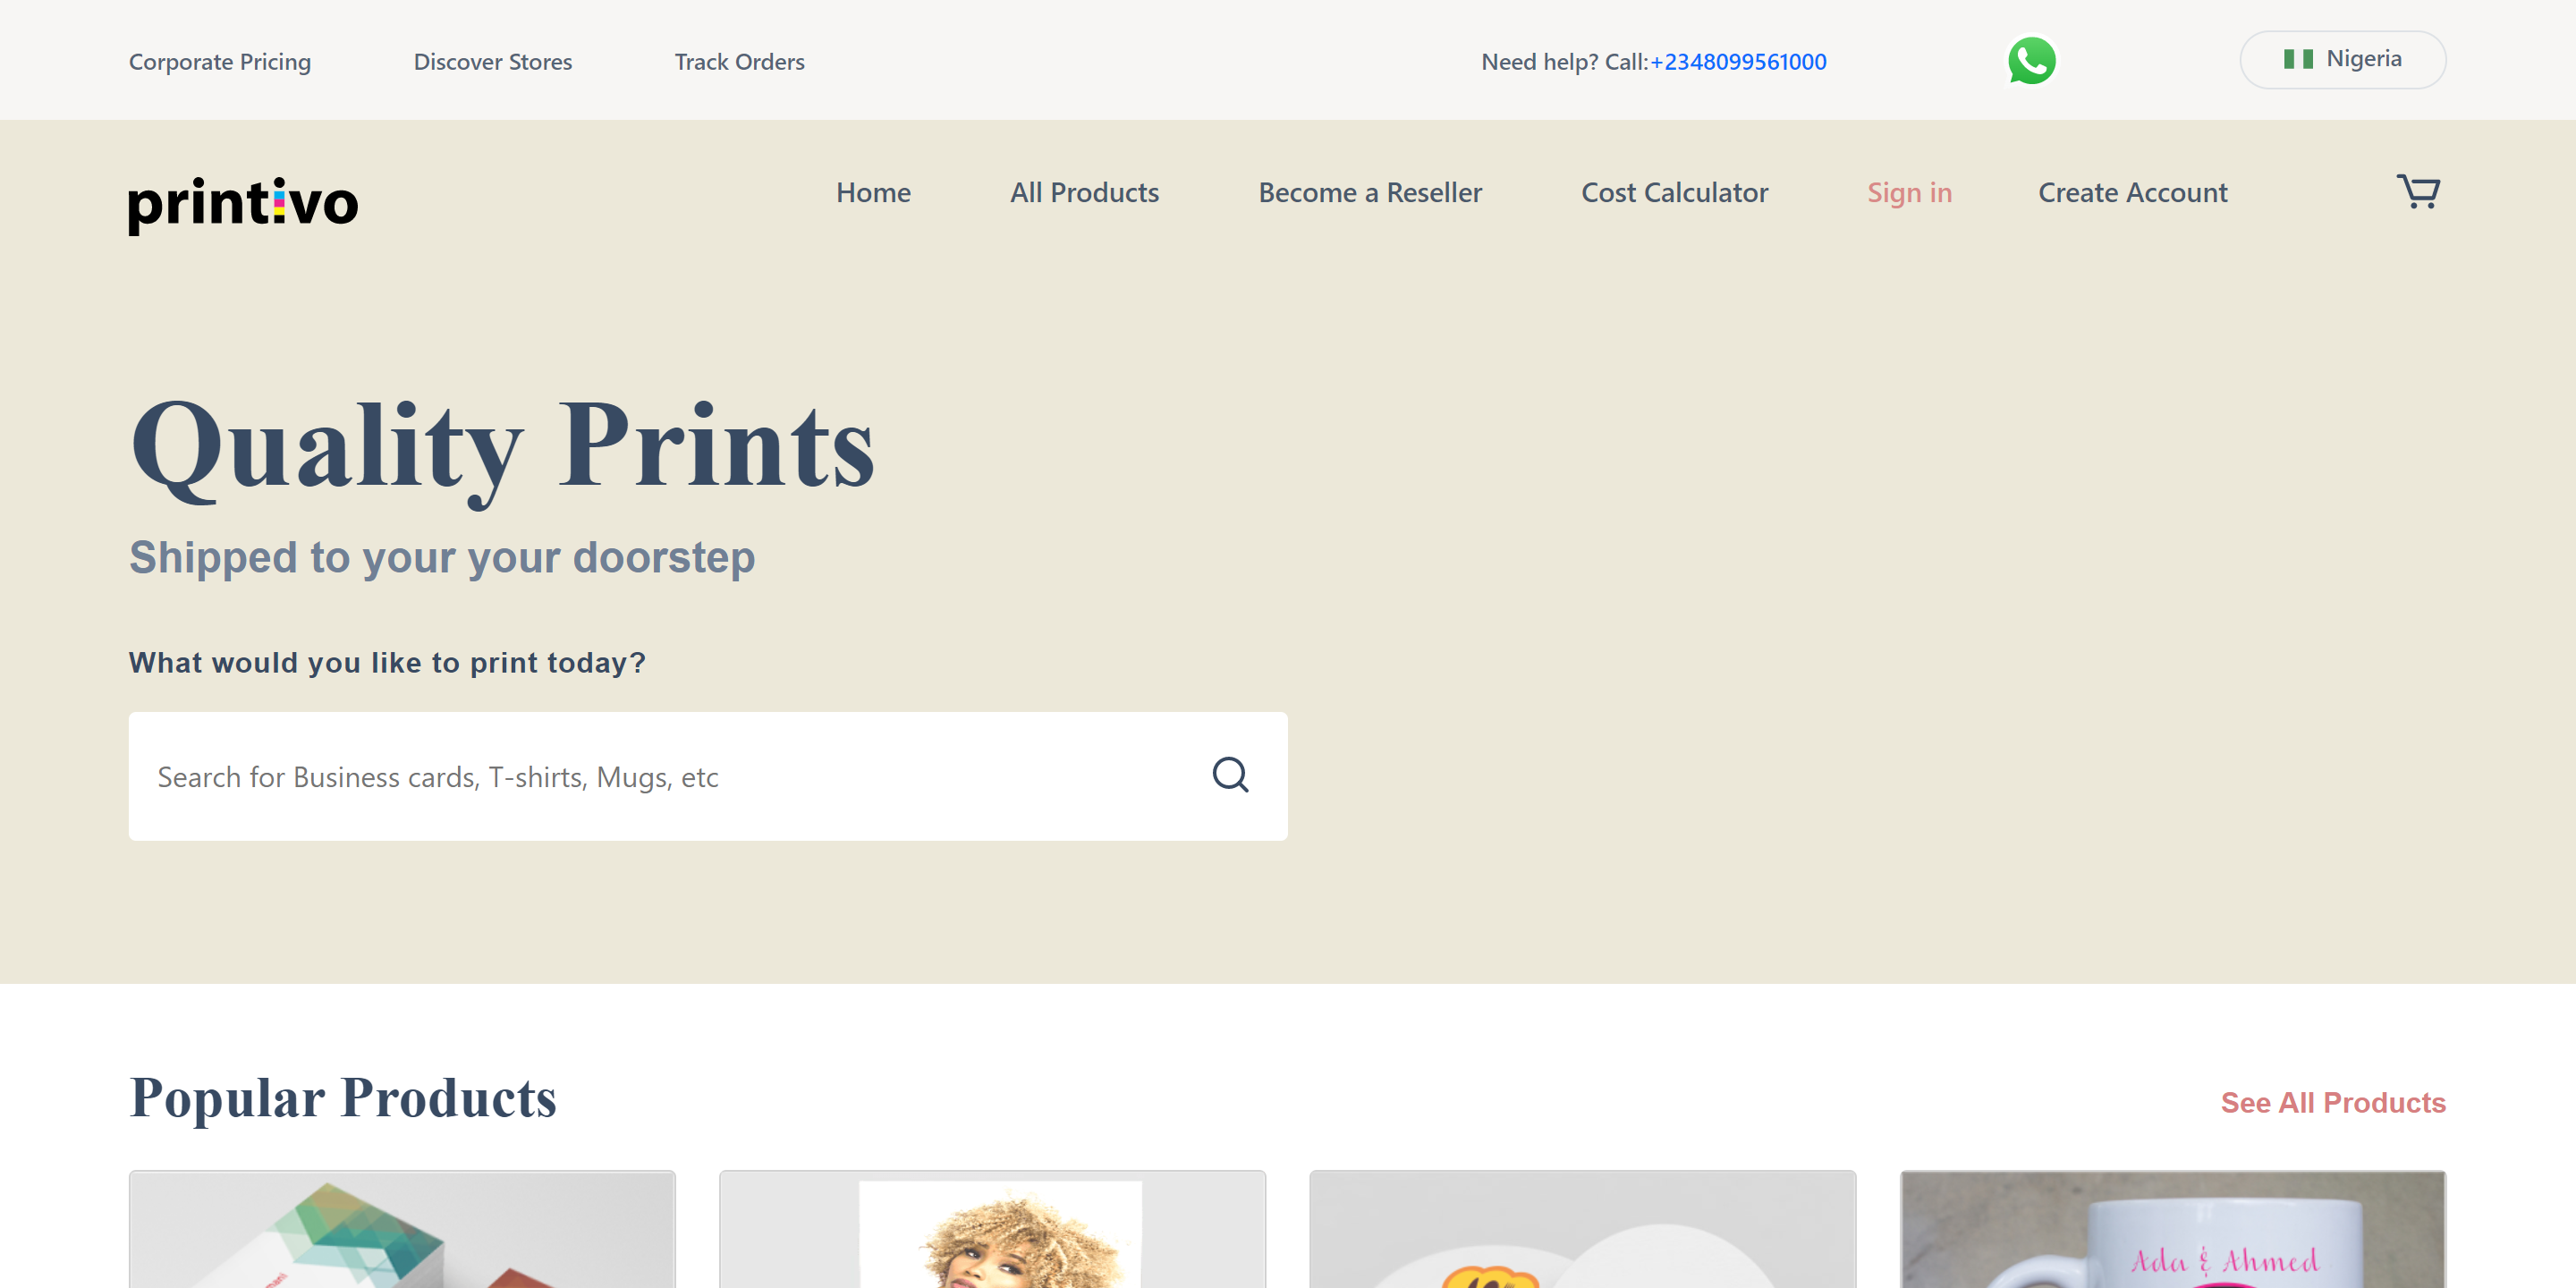 Corporate Pricing Discover Stores Track Orders Need help? Call:+2348099561000 Nigeria
printivo Home All Products Become a Reseller Cost Calculator Sign in Create Account
Quality Prints
Shipped to your your doorstep
What would you like to print today?
Search for Business cards, T-shirts, Mugs, etc
Popular Products See All Products
Ada & Ahmed